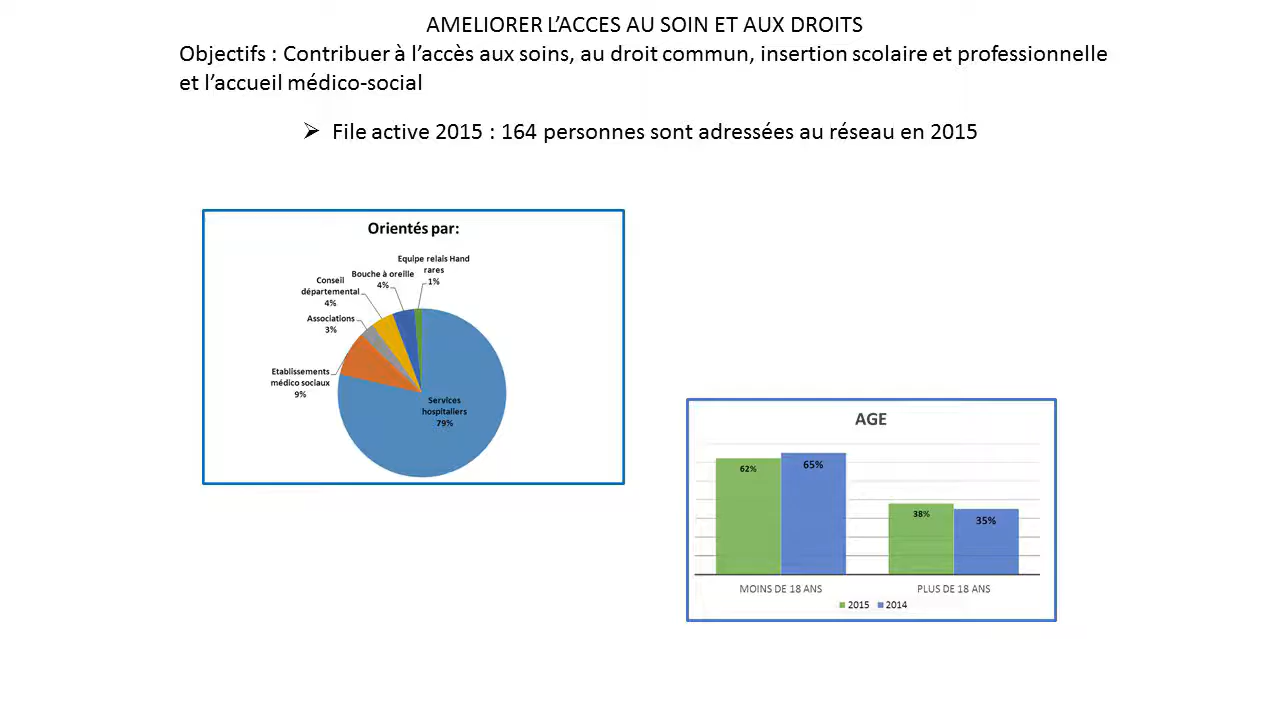 AMELIORER L’ACCES AU SOIN ET AUX DROITS
Objectifs : Contribuer à l’accès aux soins, au droit commun, insertion scolaire et professionnelle
et l’accueil médico-social
➢ File active 2015 : 164 personnes sont adressées au réseau en 2015
Orientés par:
Equipe relais Hand
rares
1%
Bouche à oreille
4%
Conseil
départemental
4%
Associations
3%
Etablissements
médico sociaux
9%
Services
hospitaliers
79%
AGE
62%
65%
38%
35%
MOINS DE 18 ANS
PLUS DE 18 ANS
2015 2014